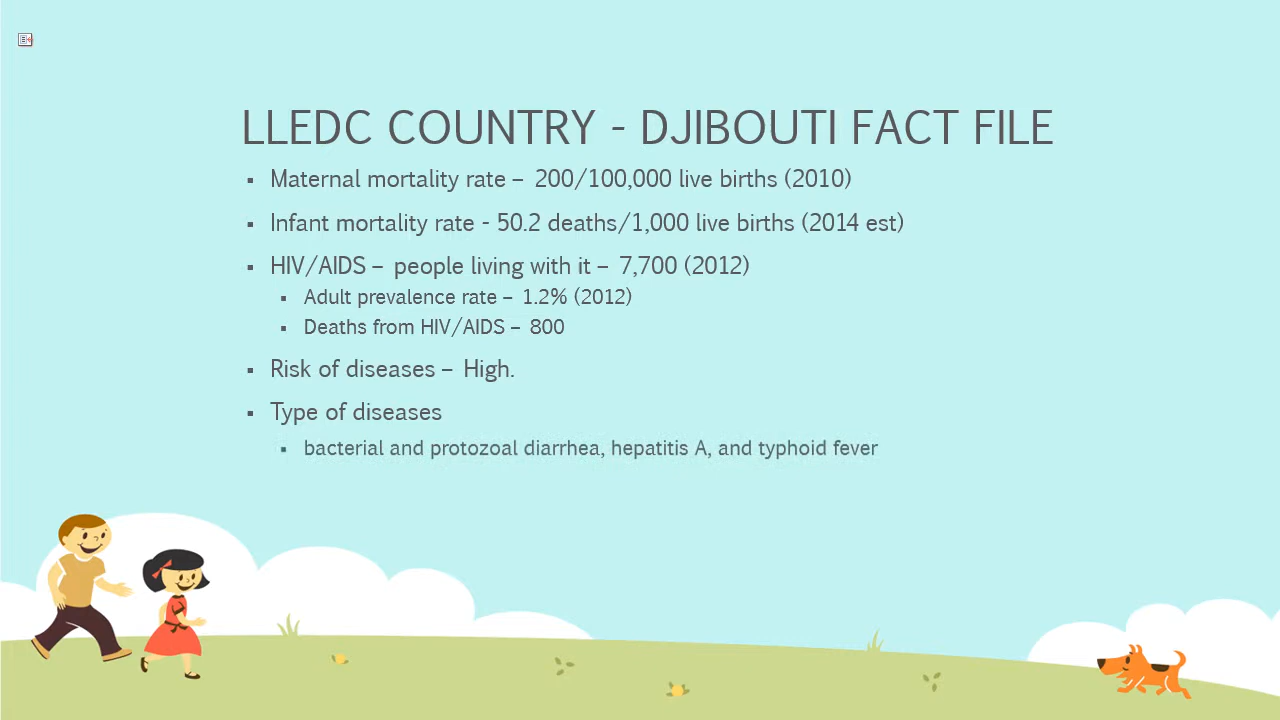 LLEDC COUNTRY - DJIBOUTI FACT FILE
▪ Maternal mortality rate – 200/100,000 live births (2010)
▪ Infant mortality rate - 50.2 deaths/1,000 live births (2014 est)
▪ HIV/AIDS – people living with it – 7,700 (2012)
▪ Adult prevalence rate – 1.2% (2012)
▪ Deaths from HIV/AIDS – 800
▪ Risk of diseases – High.
▪ Type of diseases
▪ bacterial and protozoal diarrhea, hepatitis A, and typhoid fever